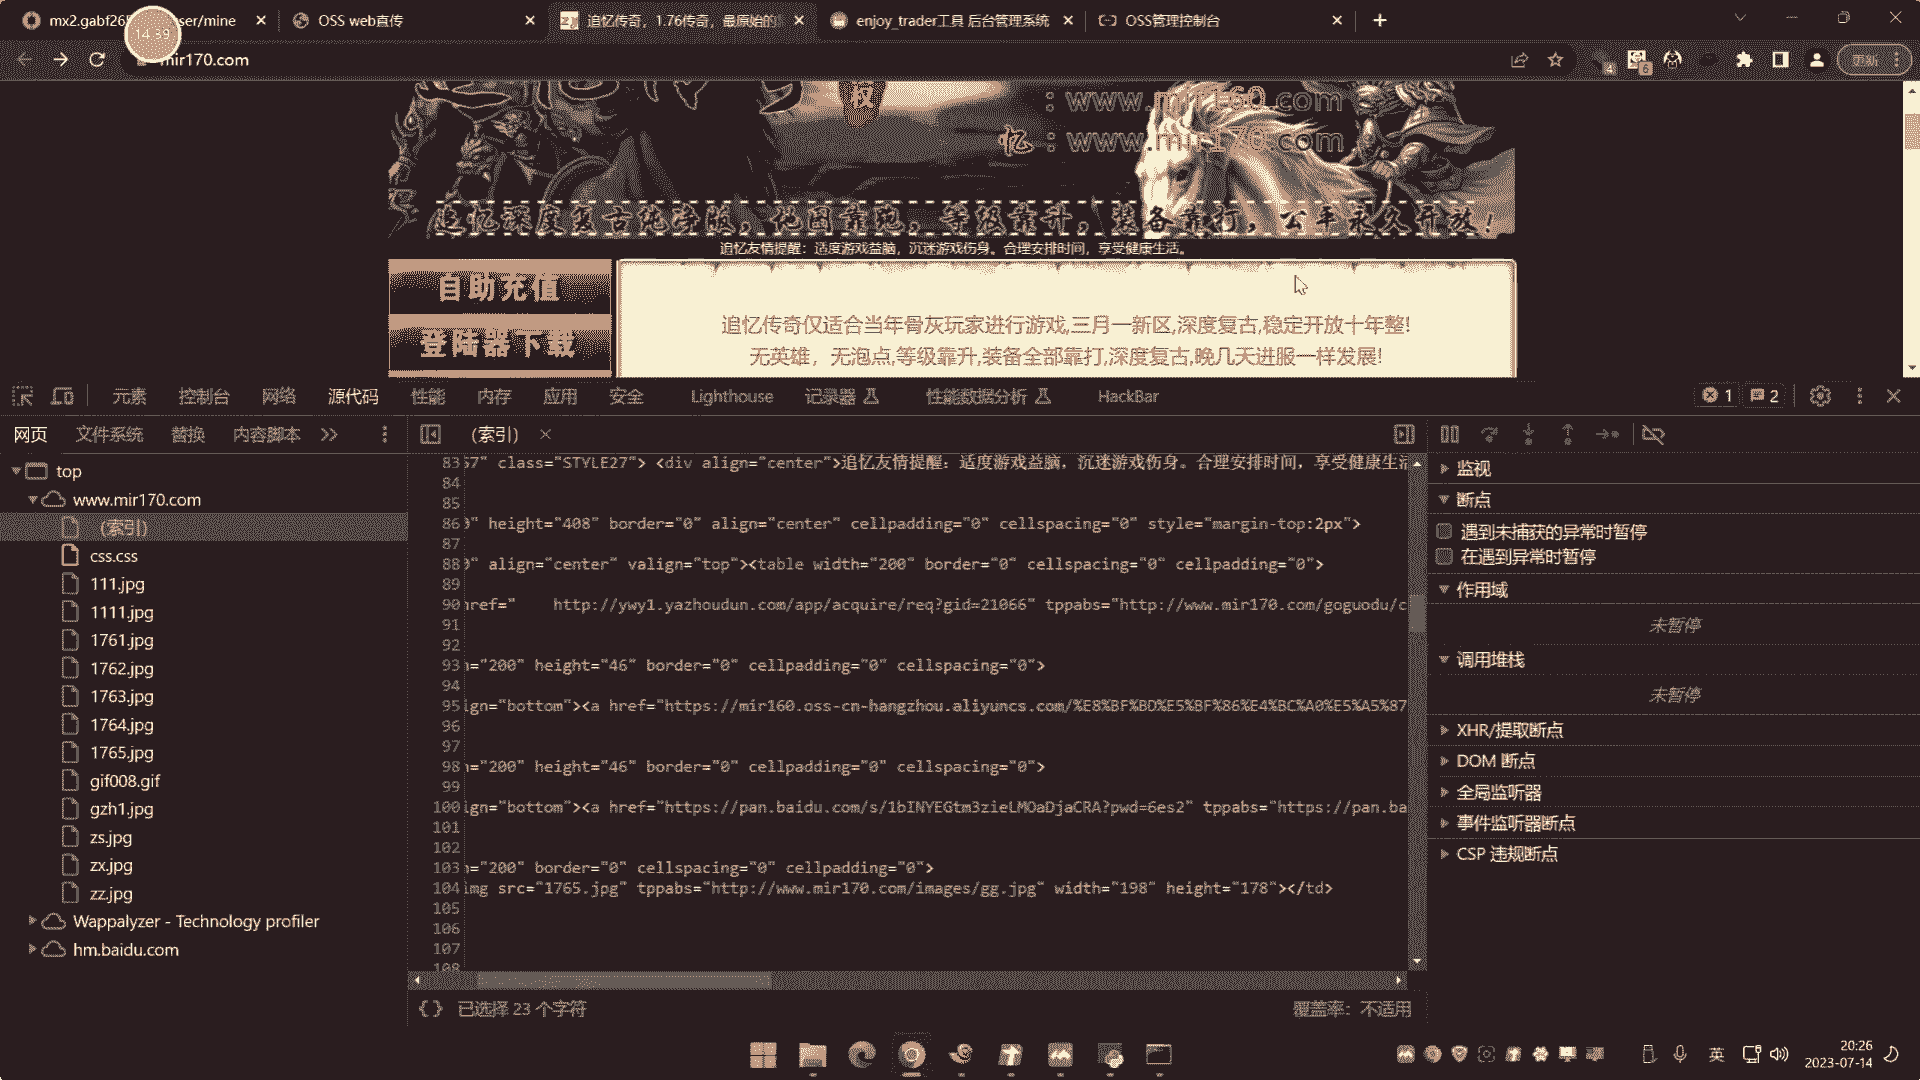 OSS web直传
追忆传奇，1.76传奇，最原始的
enjoy_trader工具 后台管理系统
OSS管理控制台
14:39
mir170.com
4
6
更新
: www.mir160.com
忆 : www.mir170.com
追忆深度复古纯净版，地图靠跑，等级靠升，装备靠打，公平永久开放！
追忆友情提醒：适度游戏益脑，沉迷游戏伤身。合理安排时间，享受健康生活。
自助充值
登陆器下载
追忆传奇仅适合当年骨灰玩家进行游戏,三月一新区,深度复古,稳定开放十年整!
无英雄，无泡点,等级靠升,装备全部靠打,深度复古,晚几天进服一样发展!
元素 控制台 网络 源代码 性能 内存 应用 安全 Lighthouse 记录器 性能数据分析 HackBar 1 2
网页 文件系统 替换 内容脚本 (索引)
top
www.mir170.com
(索引)
css.css
111.jpg
1111.jpg
1761.jpg
1762.jpg
1763.jpg
1764.jpg
1765.jpg
gif008.gif
gzh1.jpg
zs.jpg
zx.jpg
zz.jpg
Wappalyzer - Technology profiler
hm.baidu.com
83 57" class="STYLE27"> <div align="center">追忆友情提醒：适度游戏益脑，沉迷游戏伤身。合理安排时间，享受健康生活
84
85
86 0" height="408" border="0" align="center" cellpadding="0" cellspacing="0" style="margin-top:2px">
87
88 " align="center" valign="top"><table width="200" border="0" cellspacing="0" cellpadding="0">
89
90 href=" http://ywy1.yazhoudun.com/app/acquire/req?gid=21066" tppabs="http://www.mir170.com/goguodu/c
91
92
93 ="200" height="46" border="0" cellpadding="0" cellspacing="0">
94
95 ign="bottom"><a href="https://mir160.oss-cn-hangzhou.aliyuncs.com/%E8%BF%BD%E5%BF%86%E4%BC%A0%E5%A5%87
96
97
98 ="200" height="46" border="0" cellpadding="0" cellspacing="0">
99
100 ign="bottom"><a href="https://pan.baidu.com/s/1bINYEGtm3zieLMOaDjaCRA?pwd=6es2" tppabs="https://pan.ba
101
102
103 ="200" border="0" cellspacing="0" cellpadding="0">
104 img src="1765.jpg" tppabs="http://www.mir170.com/images/gg.jpg" width="198" height="178"></td>
105
106
107
108
{} 已选择 23 个字符 覆盖率：不适用
监视
断点
遇到未捕获的异常时暂停
在遇到异常时暂停
作用域
未暂停
调用堆栈
未暂停
XHR/提取断点
DOM 断点
全局监听器
事件监听器断点
CSP 违规断点
英
20:26
2023-07-14